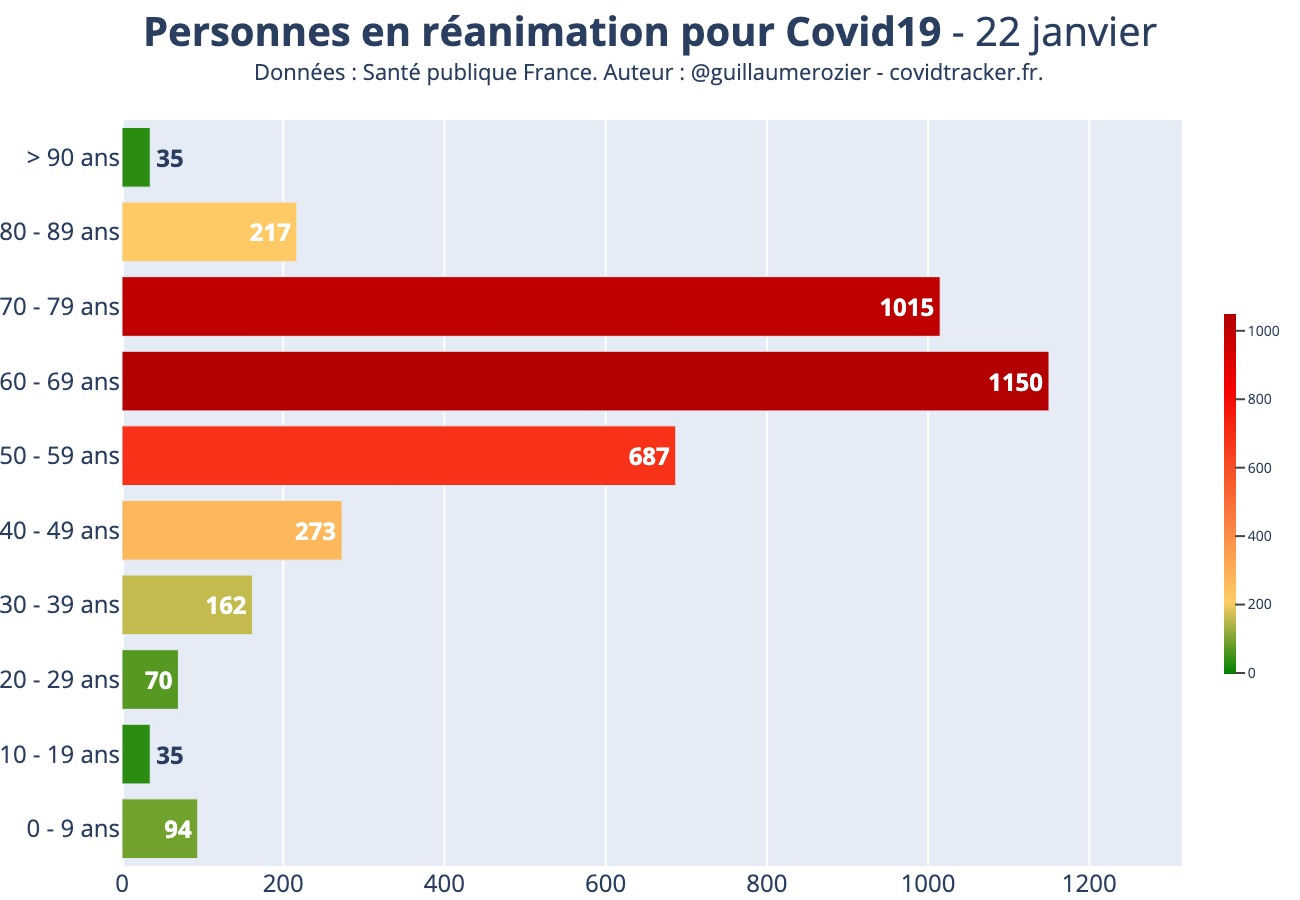 Personnes en réanimation pour Covid19 - 22 janvier
Données : Santé publique France. Auteur : @guillaumerozier - covidtracker.fr.
> 90 ans 35
80 - 89 ans 217
70 - 79 ans 1015
60 - 69 ans 1150
50 - 59 ans 687
40 - 49 ans 273
30 - 39 ans 162
20 - 29 ans 70
10 - 19 ans 35
0 - 9 ans 94
0 200 400 600 800 1000 1200
1000
800
600
400
200
0